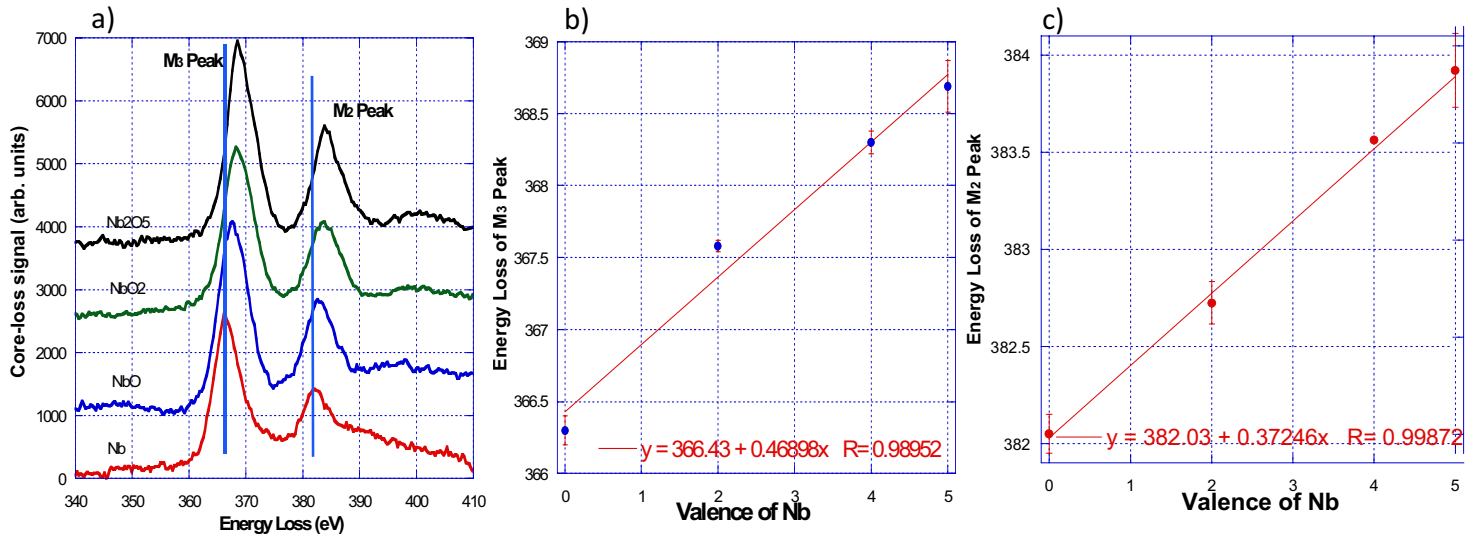 a)
7000
6000
5000
4000
3000
2000
1000
0
Core-loss signal (arb. units)
M3 Peak
M2 Peak
Nb2O5
NbO2
NbO
Nb
340 350 360 370 380 390 400 410
Energy Loss (eV)
b)
369
368.5
368
367.5
367
366.5
366
Energy Loss of M3 Peak
y = 366.43 + 0.46898x R= 0.98952
0 1 2 3 4 5
Valence of Nb
c)
384
383.5
383
382.5
382
Energy Loss of M2 Peak
y = 382.03 + 0.37246x R= 0.99872
0 1 2 3 4 5
Valence of Nb